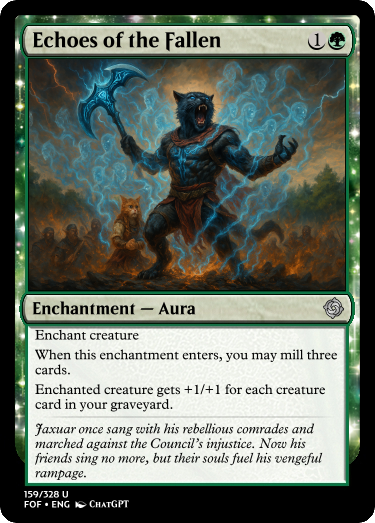 Echoes of the Fallen 1
Enchantment — Aura
Enchant creature
When this enchantment enters, you may mill three
cards.
Enchanted creature gets +1/+1 for each creature
card in your graveyard.
Jaxuar once sang with his rebellious comrades and
marched against the Council's injustice. Now his
friends sing no more, but their souls fuel his vengeful
rampage.
159/328 U
FOF • ENG ChatGPT